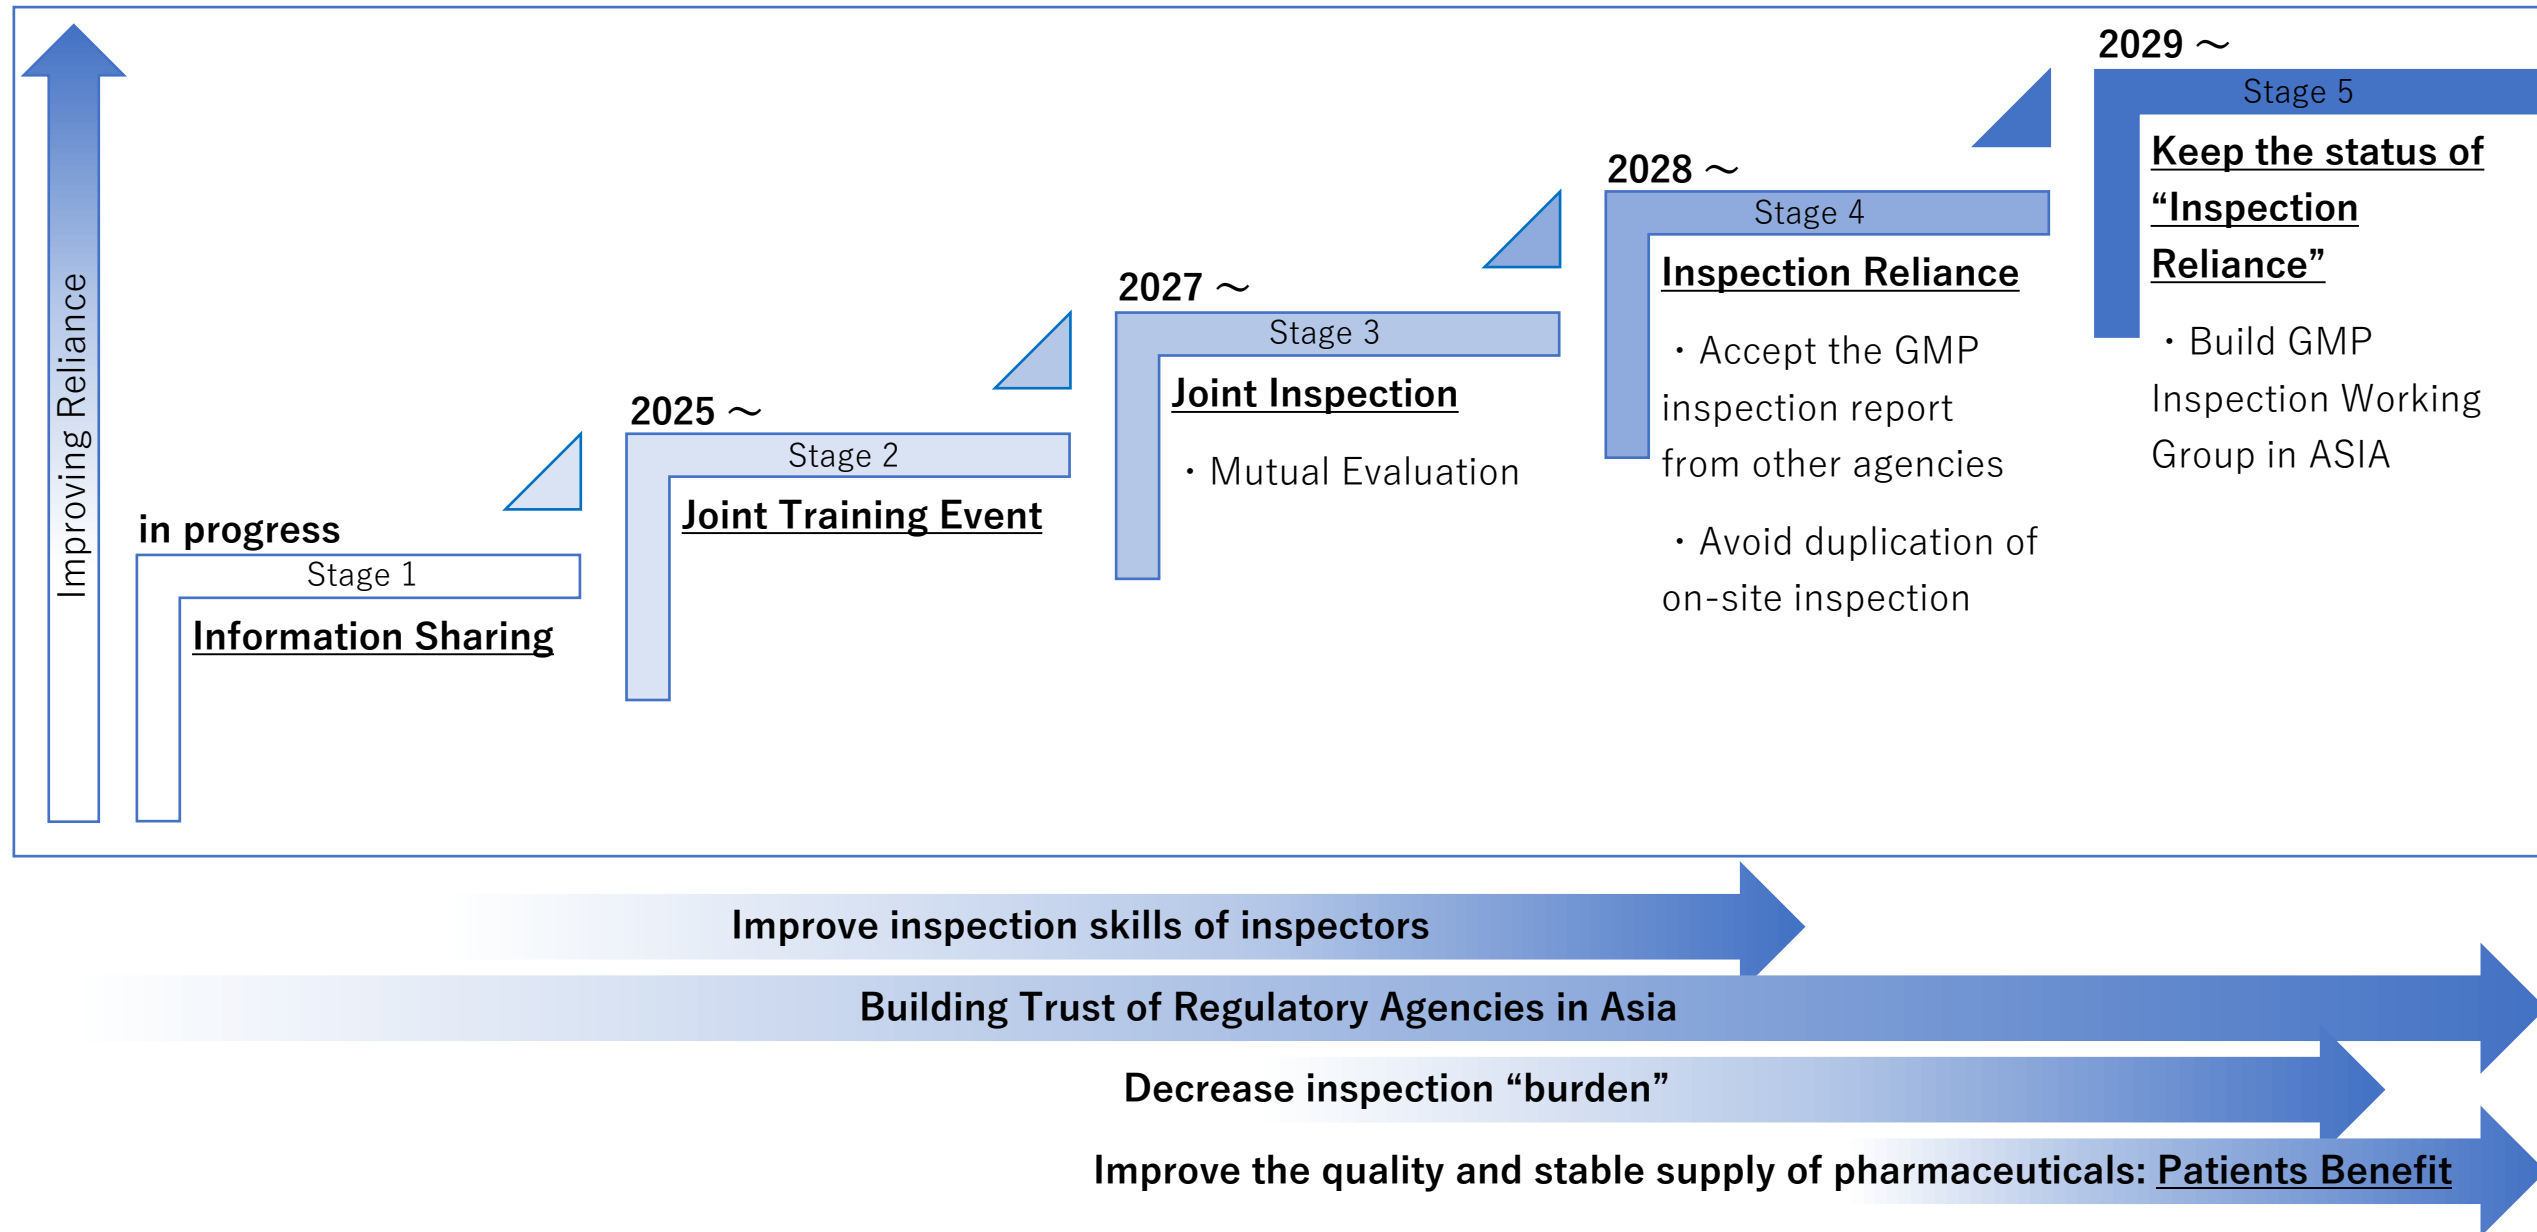 Improving Reliance
in progress
Stage 1
Information Sharing
2025 ～
Stage 2
Joint Training Event
2027 ～
Stage 3
Joint Inspection
・Mutual Evaluation
2028 ～
Stage 4
Inspection Reliance
・Accept the GMP
inspection report
from other agencies
・Avoid duplication of
on-site inspection
2029 ～
Stage 5
Keep the status of
“Inspection
Reliance”
・Build GMP
Inspection Working
Group in ASIA
Improve inspection skills of inspectors
Building Trust of Regulatory Agencies in Asia
Decrease inspection “burden”
Improve the quality and stable supply of pharmaceuticals: Patients Benefit